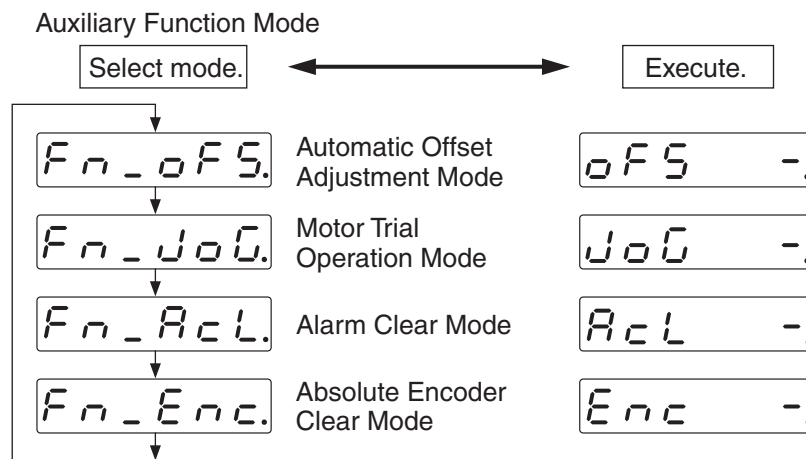 Auxiliary Function Mode
Select mode.
Execute.
Fn_oFS.
Automatic Offset
Adjustment Mode
oFS -.
Fn_JoG.
Motor Trial
Operation Mode
JoG -.
Fn_AcL.
Alarm Clear Mode
AcL -.
Fn_Enc.
Absolute Encoder
Clear Mode
Enc -.